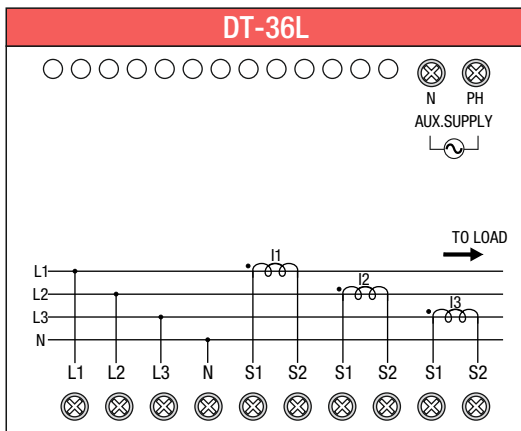 DT-36L
N PH
AUX.SUPPLY
TO LOAD
I1
L1
I2
L2
I3
L3
N
L1 L2 L3 N S1 S2 S1 S2 S1 S2